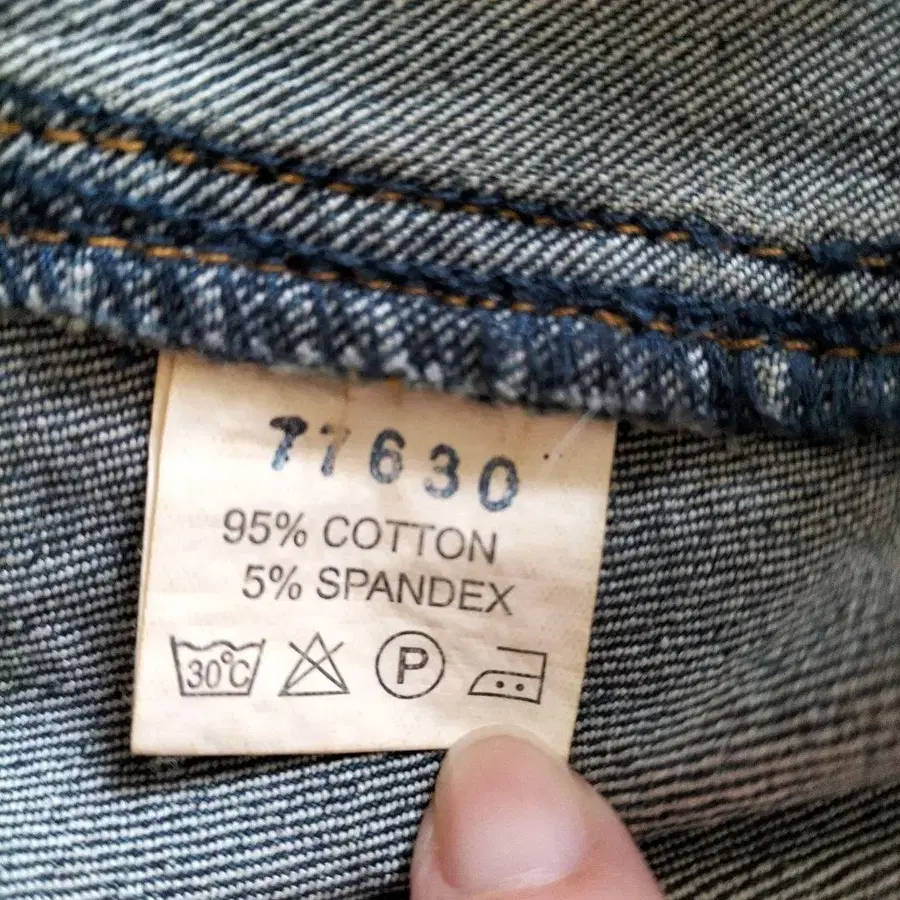 77630
95% COTTON
5% SPANDEX
30°C P